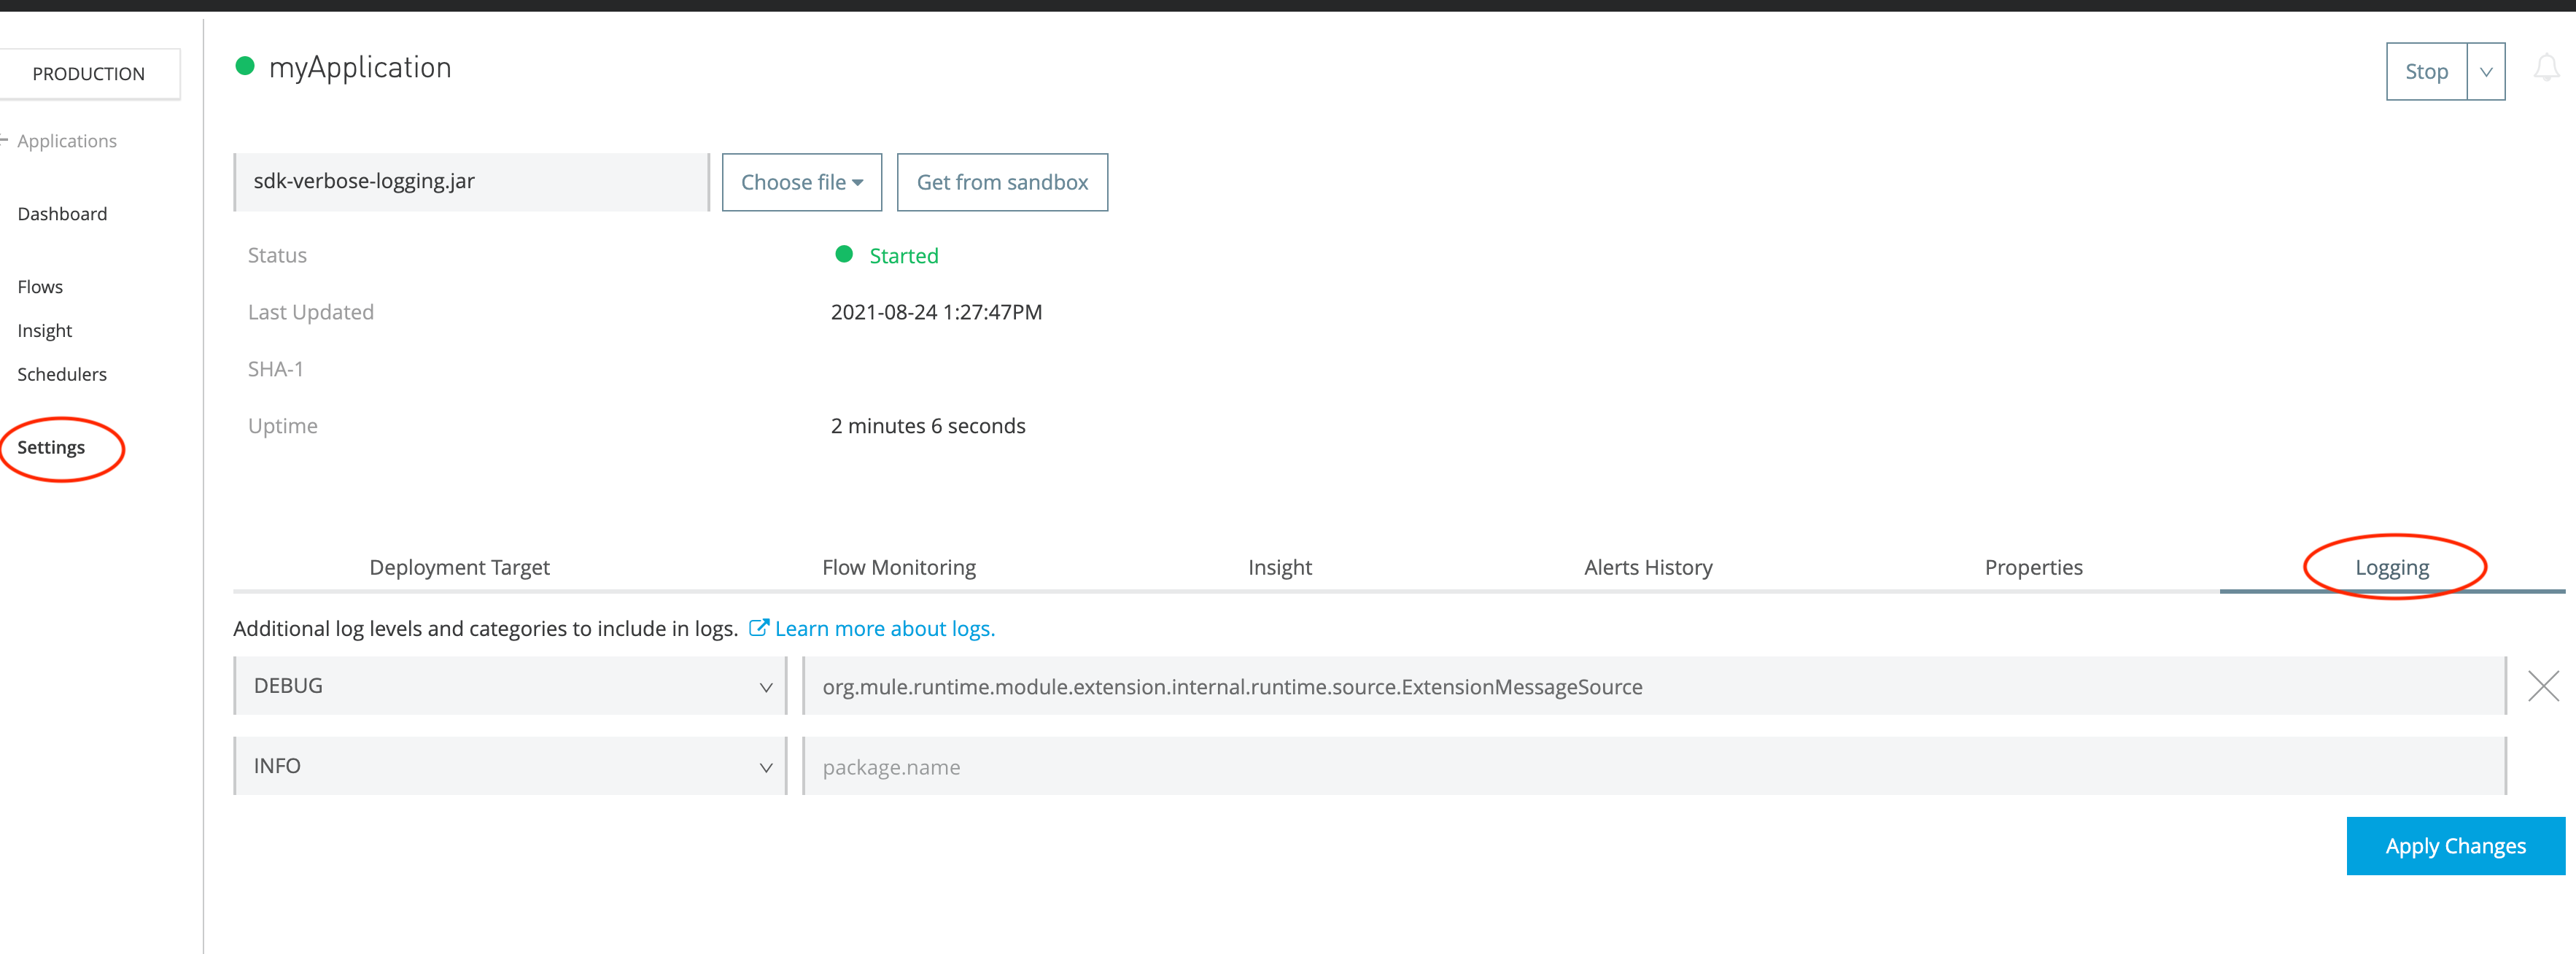 PRODUCTION
Applications
Dashboard
Flows
Insight
Schedulers
Settings
myApplication
Stop
sdk-verbose-logging.jar
Choose file
Get from sandbox
Status
Started
Last Updated
2021-08-24 1:27:47PM
SHA-1
Uptime
2 minutes 6 seconds
Deployment Target
Flow Monitoring
Insight
Alerts History
Properties
Logging
Additional log levels and categories to include in logs. Learn more about logs.
DEBUG
org.mule.runtime.module.extension.internal.runtime.source.ExtensionMessageSource
INFO
package.name
Apply Changes